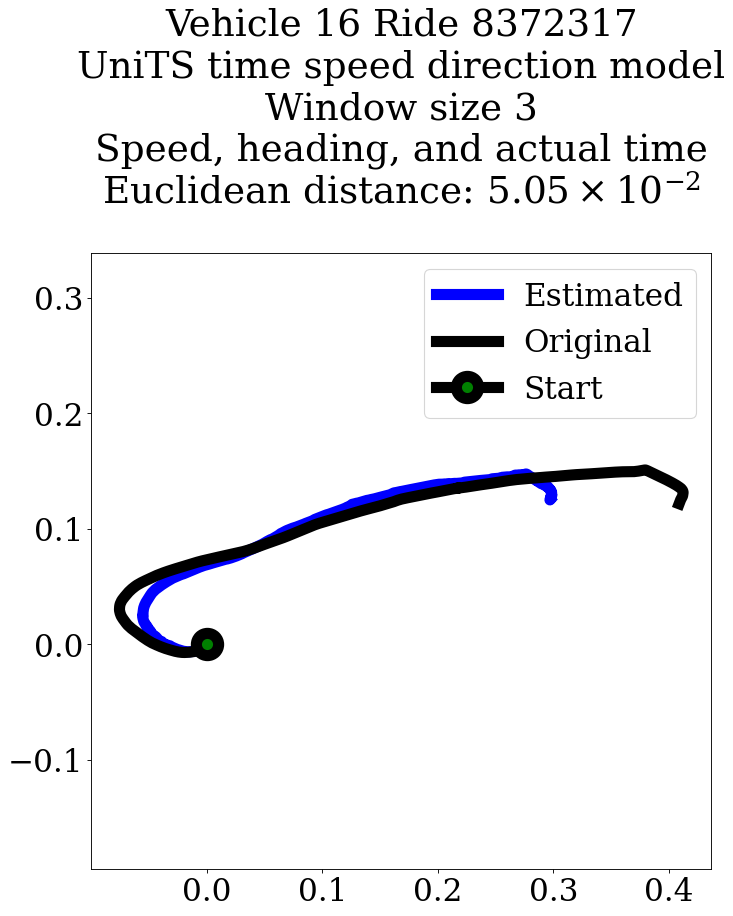 Vehicle 16 Ride 8372317
UniTS time speed direction model
Window size 3
Speed, heading, and actual time
Euclidean distance: 5.05 × 10⁻²
Estimated
Original
Start
0.3
0.2
0.1
0.0
−0.1
0.0 0.1 0.2 0.3 0.4